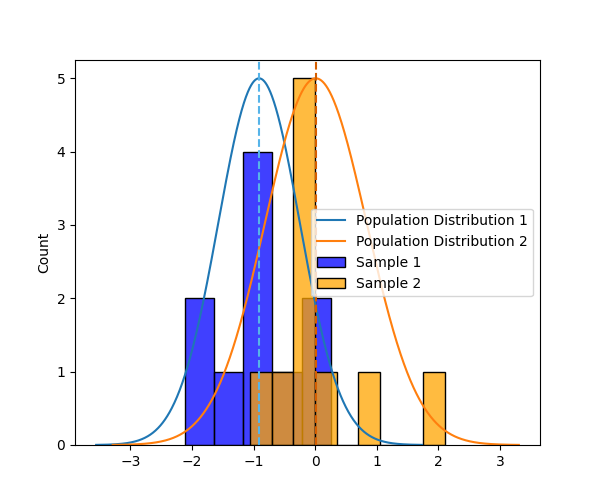 5
4
3
2
1
0
Count
Population Distribution 1
Population Distribution 2
Sample 1
Sample 2
−3 −2 −1 0 1 2 3